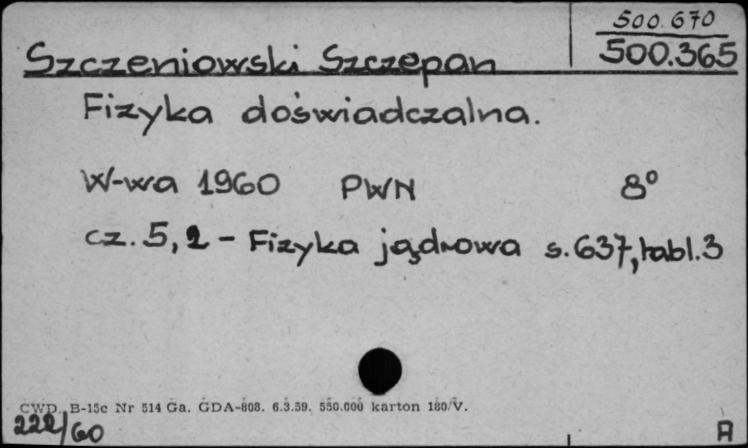 500.670
500.365
Szczeniowski Szczepan
Fizyka doświadczalna.
W-wa 1960 PWN 8°
cz. 5, 2 - Fizyka jądrowa s. 637, tabl. 3
CWD. B-15c Nr 514 Ga. GDA-808. 6.3.59. 550.000 karton 180/V.
222/60
A